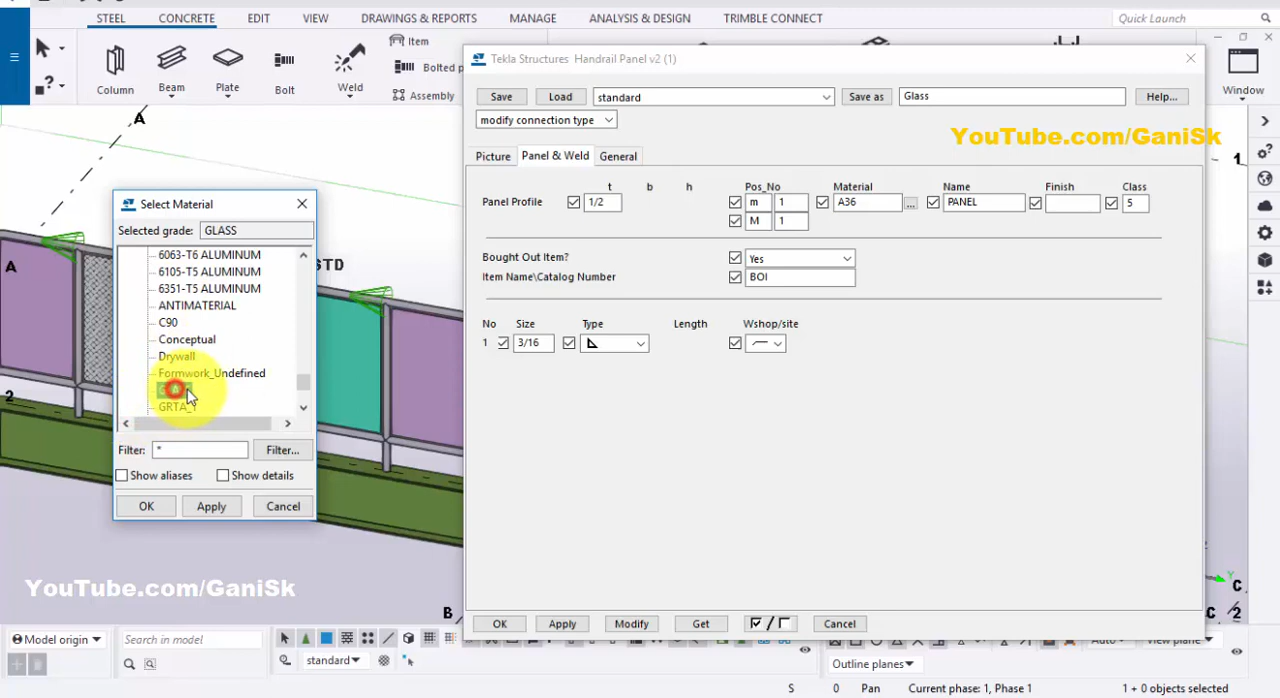 STEEL CONCRETE EDIT VIEW DRAWINGS & REPORTS MANAGE ANALYSIS & DESIGN TRIMBLE CONNECT Quick Launch
Column Beam Plate Bolt Weld Item
Bolted p
Assembly
Window
Tekla Structures Handrail Panel v2 (1)
Save Load standard Save as Glass Help...
modify connection type
YouTube.com/GaniSk
Picture Panel & Weld General
t b h Pos_No Material Name Finish Class
Panel Profile 1/2 m 1 A36 ... PANEL 5
M 1
Bought Out Item? Yes
Item Name\Catalog Number BOI
No Size Type Length Wshop/site
1 3/16
OK Apply Modify Get / Cancel
A
1
A
STD
2
Select Material
Selected grade: GLASS
6063-T6 ALUMINUM
6105-T5 ALUMINUM
6351-T5 ALUMINUM
ANTIMATERIAL
C90
Conceptual
Drywall
Formwork_Undefined
GRTA_1
Filter: * Filter...
Show aliases Show details
OK Apply Cancel
YouTube.com/GaniSk
B
Y
C
C 2
Model origin Search in model
standard
Auto View plane
Outline planes
S 0 Pan Current phase: 1, Phase 1 1 + 0 objects selected